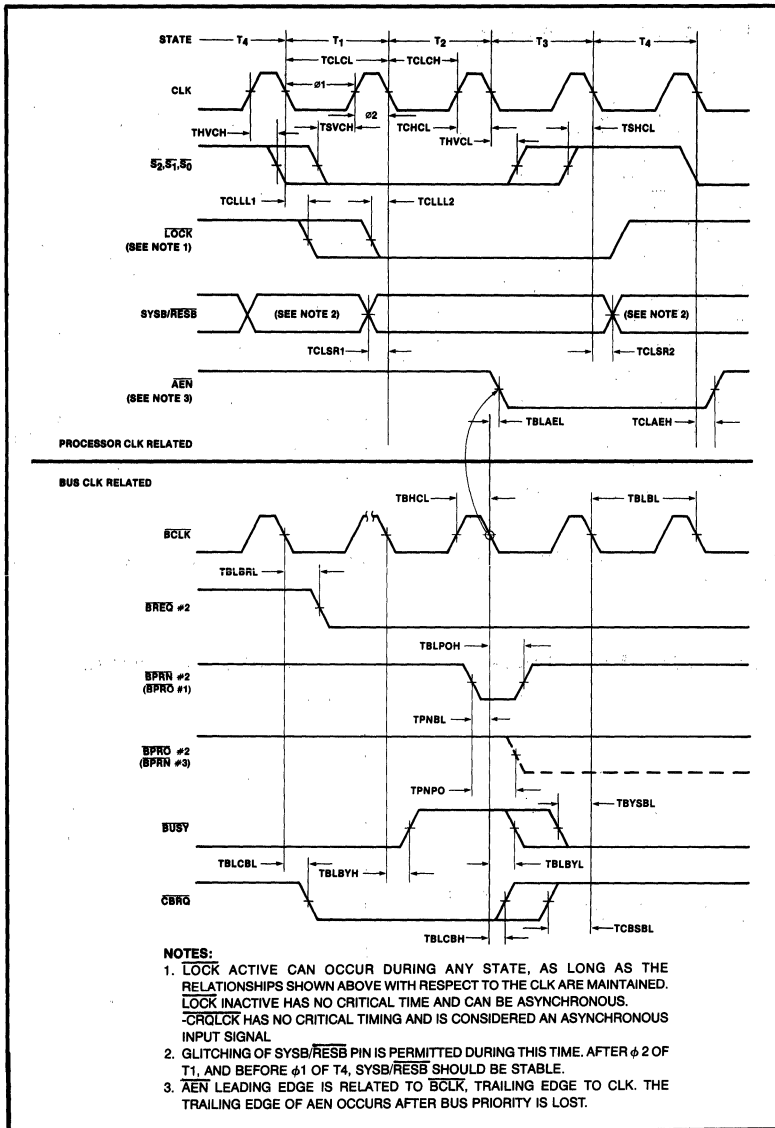 STATE T4 T1 T2 T3 T4
TCLCL TCLCH
CLK ø1
ø2
THVCH TSVCH TCHCL THVCL TSHCL
S2,S1,S0
TCLLL1 TCLLL2
LOCK
(SEE NOTE 1)
SYSB/RESB (SEE NOTE 2) (SEE NOTE 2)
TCLSR1 TCLSR2
AEN
(SEE NOTE 3)
TBLAEL TCLAEH
PROCESSOR CLK RELATED
BUS CLK RELATED
TBHCL TBLBL
BCLK
TBLBRL
BREQ #2
TBLPOH
BPRN #2
(BPRO #1)
TPNBL
BPRO #2
(BPRN #3)
TPNPO TBYSBL
BUSY
TBLCBL TBLBYH TBLBYL
CBRQ
TBLCBH TCBSBL
NOTES:
1. LOCK ACTIVE CAN OCCUR DURING ANY STATE, AS LONG AS THE
RELATIONSHIPS SHOWN ABOVE WITH RESPECT TO THE CLK ARE MAINTAINED.
LOCK INACTIVE HAS NO CRITICAL TIME AND CAN BE ASYNCHRONOUS.
-CRQLCK HAS NO CRITICAL TIMING AND IS CONSIDERED AN ASYNCHRONOUS
INPUT SIGNAL
2. GLITCHING OF SYSB/RESB PIN IS PERMITTED DURING THIS TIME. AFTER ϕ2 OF
T1, AND BEFORE ϕ1 OF T4, SYSB/RESB SHOULD BE STABLE.
3. AEN LEADING EDGE IS RELATED TO BCLK, TRAILING EDGE TO CLK. THE
TRAILING EDGE OF AEN OCCURS AFTER BUS PRIORITY IS LOST.